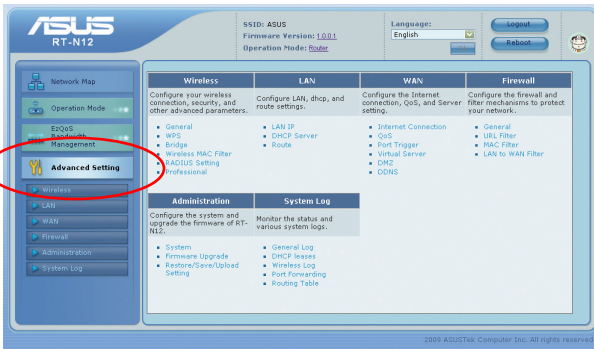 ASUS
RT-N12
SSID: ASUS
Firmware Version: 1.0.0.1
Operation Mode: Router
Language:
English
Logout
Reboot
Network Map
Operation Mode
EzQoS
Bandwidth
Management
Advanced Setting
Wireless
LAN
WAN
Firewall
Administration
System Log
Wireless
Configure your wireless
connection, security, and
other advanced parameters.
General
WPS
Bridge
Wireless MAC Filter
RADIUS Setting
Professional
LAN
Configure LAN, dhcp, and
route settings.
LAN IP
DHCP Server
Route
WAN
Configure the Internet
connection, QoS, and Server
setting.
Internet Connection
QoS
Port Trigger
Virtual Server
DMZ
DDNS
Firewall
Configure the firewall and
filter mechanisms to protect
your network.
General
URL Filter
MAC Filter
LAN to WAN Filter
Administration
Configure the system and
upgrade the firmware of RT-
N12.
System
Firmware Upgrade
Restore/Save/Upload
Setting
System Log
Monitor the status and
various system logs.
General Log
DHCP leases
Wireless Log
Port Forwarding
Routing Table
2009 ASUSTek Computer Inc. All rights reserved